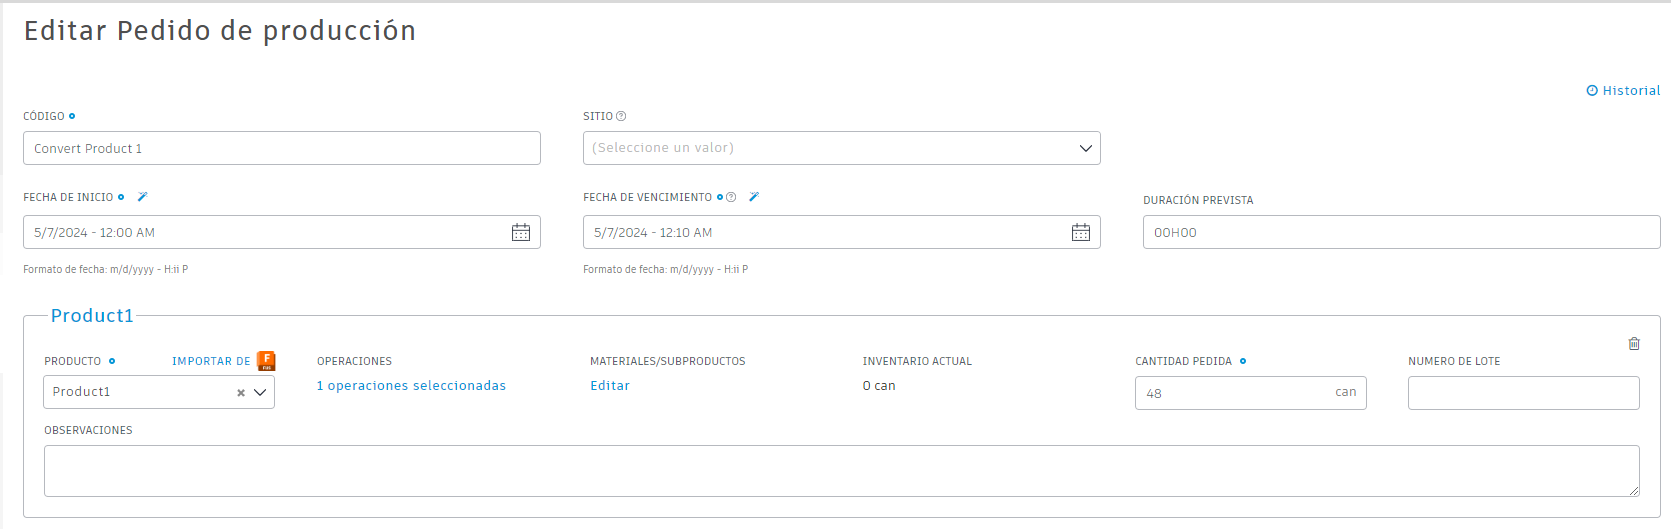 Editar Pedido de producción
Historial
CÓDIGO
SITIO
Convert Product 1
(Seleccione un valor)
FECHA DE INICIO
FECHA DE VENCIMIENTO
DURACIÓN PREVISTA
5/7/2024 - 12:00 AM
5/7/2024 - 12:10 AM
00H00
Formato de fecha: m/d/yyyy - H:ii P
Formato de fecha: m/d/yyyy - H:ii P
Product1
PRODUCTO
IMPORTAR DE
OPERACIONES
MATERIALES/SUBPRODUCTOS
INVENTARIO ACTUAL
CANTIDAD PEDIDA
NUMERO DE LOTE
Product1
1 operaciones seleccionadas
Editar
0 can
48 can
OBSERVACIONES